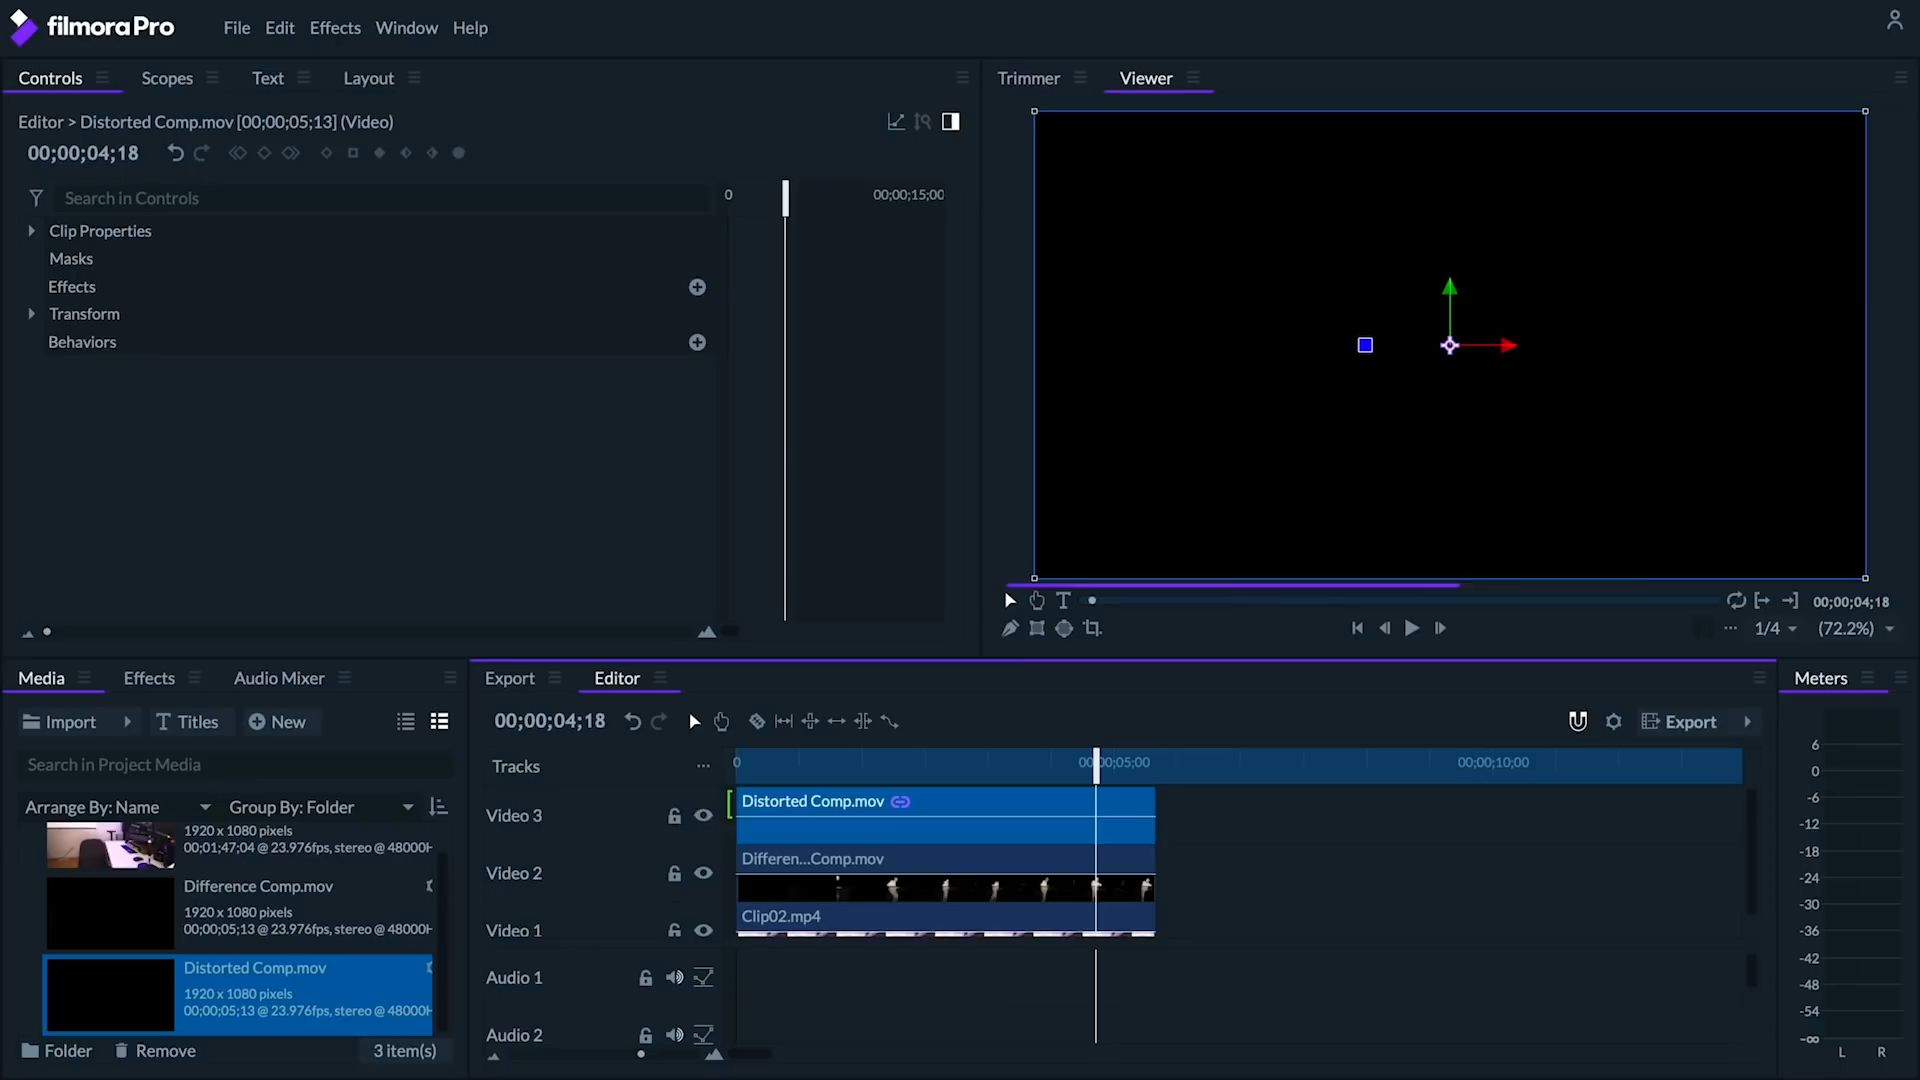 filmoraPro
File Edit Effects Window Help
Controls Scopes Text Layout
Trimmer Viewer
Editor > Distorted Comp.mov [00;00;05;13] (Video)
00;00;04;18
Search in Controls
0 00;00;15;00
Clip Properties
Masks
Effects
Transform
Behaviors
00;00;04;18
1/4 (72.2%)
Media Effects Audio Mixer
Export Editor
Meters
Import Titles New
00;00;04;18
Export
Search in Project Media
Tracks
0 00;00;05;00 00;00;10;00
Arrange By: Name Group By: Folder
1920 x 1080 pixels
00;01;47;04 @ 23.976fps, stereo @ 48000H
Difference Comp.mov
1920 x 1080 pixels
00;00;05;13 @ 23.976fps, stereo @ 48000H
Distorted Comp.mov
1920 x 1080 pixels
00;00;05;13 @ 23.976fps, stereo @ 48000H
Folder Remove 3 item(s)
Video 3
Distorted Comp.mov
Video 2
Differen...Comp.mov
Video 1
Clip02.mp4
Audio 1
Audio 2
6
0
-6
-12
-18
-24
-30
-36
-42
-48
-54
-∞
L R